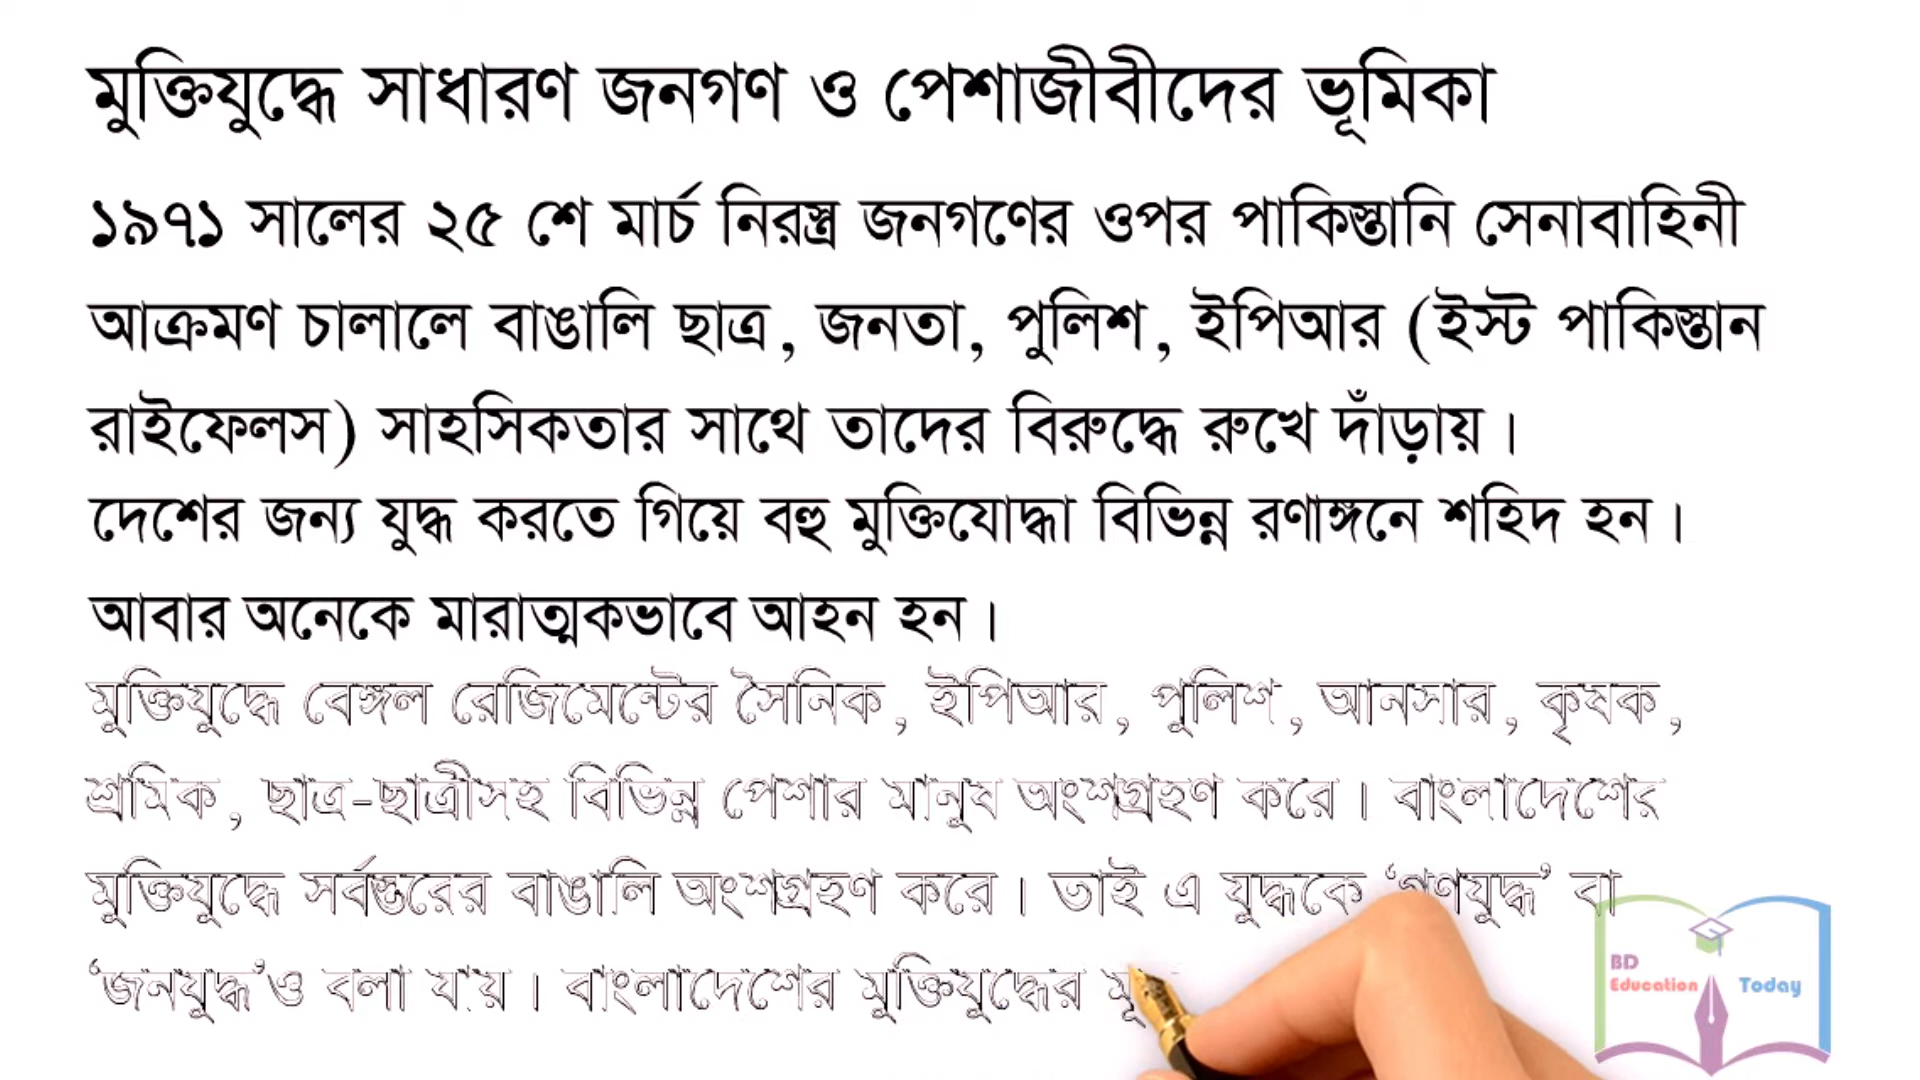 মুক্তিযুদ্ধে সাধারণ জনগণ ও পেশাজীবীদের ভূমিকা
১৯৭১ সালের ২৫ শে মার্চ নিরস্ত্র জনগণের ওপর পাকিস্তানি সেনাবাহিনী
আক্রমণ চালালে বাঙালি ছাত্র, জনতা, পুলিশ, ইপিআর (ইস্ট পাকিস্তান
রাইফেলস) সাহসিকতার সাথে তাদের বিরুদ্ধে রুখে দাঁড়ায়।
দেশের জন্য যুদ্ধ করতে গিয়ে বহু মুক্তিযোদ্ধা বিভিন্ন রণাঙ্গনে শহিদ হন।
আবার অনেকে মারাত্মকভাবে আহন হন।
মুক্তিযুদ্ধে বেঙ্গল রেজিমেন্টের সৈনিক, ইপিআর, পুলিশ, আনসার, কৃষক,
শ্রমিক, ছাত্র-ছাত্রীসহ বিভিন্ন পেশার মানুষ অংশগ্রহণ করে। বাংলাদেশের
মুক্তিযুদ্ধে সর্বস্তরের বাঙালি অংশগ্রহণ করে। তাই এ যুদ্ধকে ‘গণযুদ্ধ’ বা
‘জনযুদ্ধ’ও বলা যায়। বাংলাদেশের মুক্তিযুদ্ধের
BD
Education Today